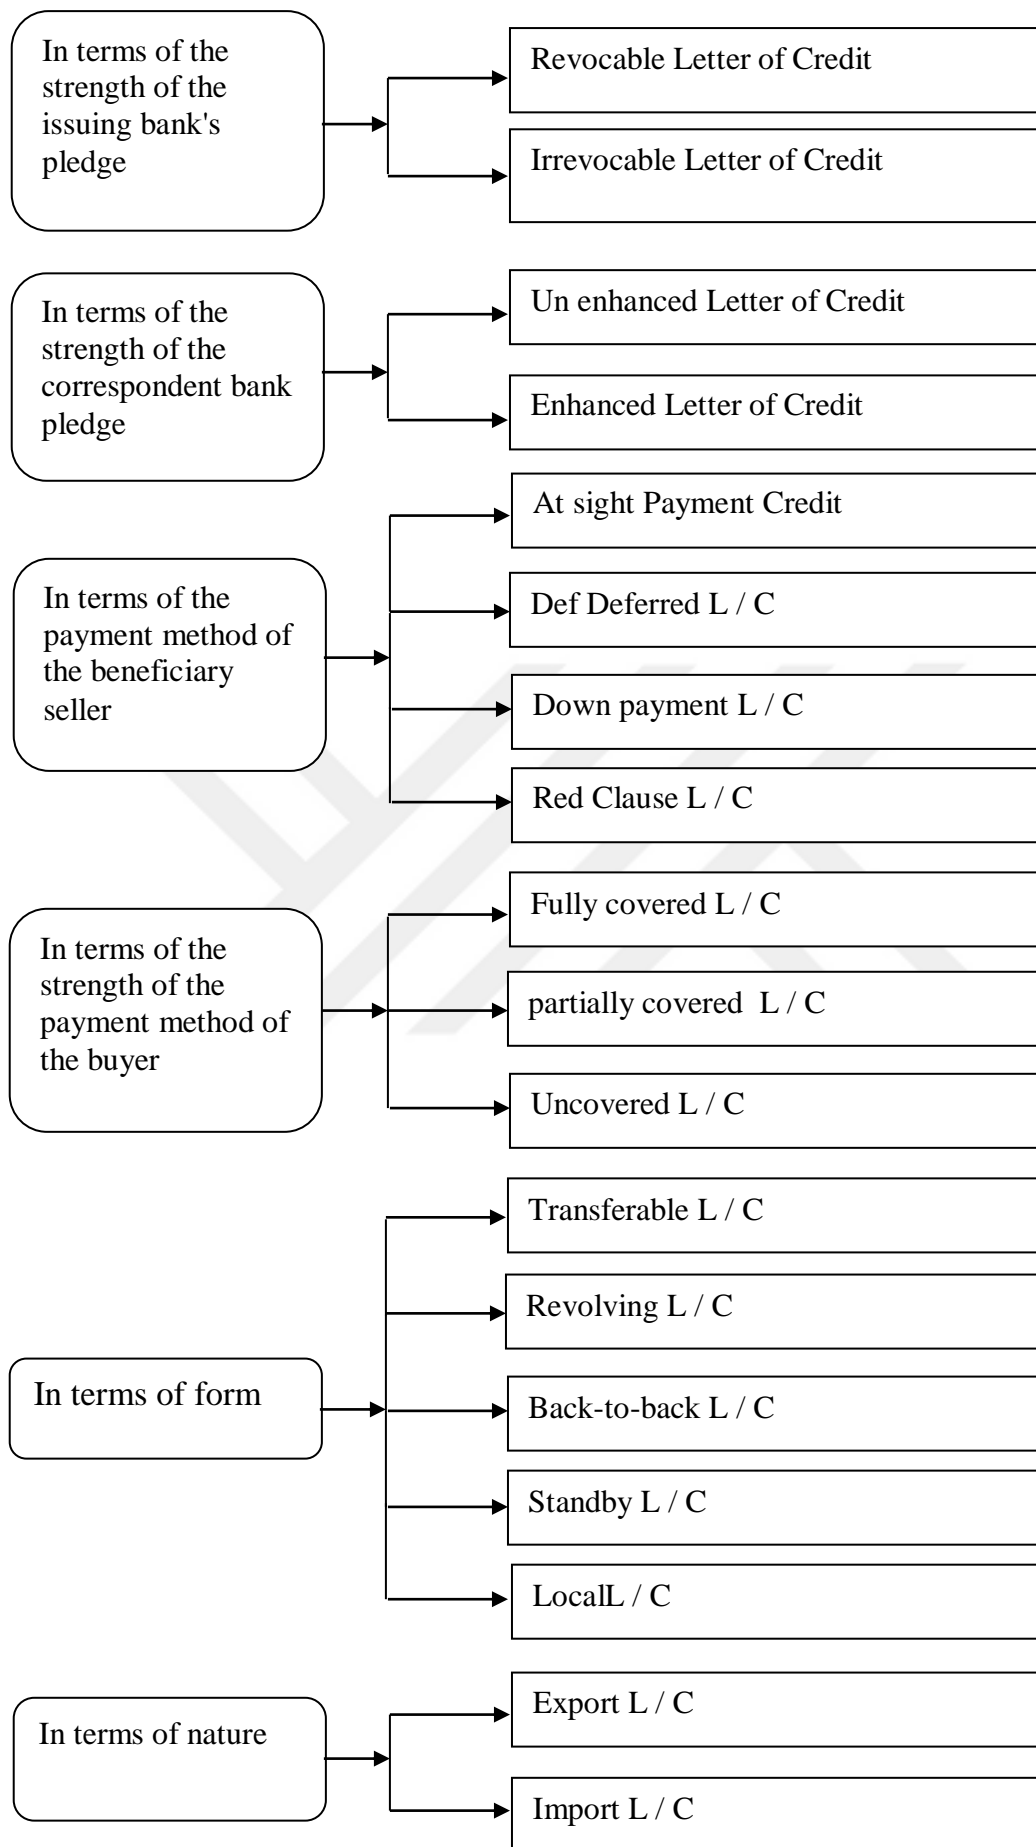 In terms of the
strength of the
issuing bank's
pledge
Revocable Letter of Credit
Irrevocable Letter of Credit
In terms of the
strength of the
correspondent bank
pledge
Un enhanced Letter of Credit
Enhanced Letter of Credit
In terms of the
payment method of
the beneficiary
seller
At sight Payment Credit
Def Deferred L / C
Down payment L / C
Red Clause L / C
In terms of the
strength of the
payment method of
the buyer
Fully covered L / C
partially covered L / C
Uncovered L / C
In terms of form
Transferable L / C
Revolving L / C
Back-to-back L / C
Standby L / C
LocalL / C
In terms of nature
Export L / C
Import L / C